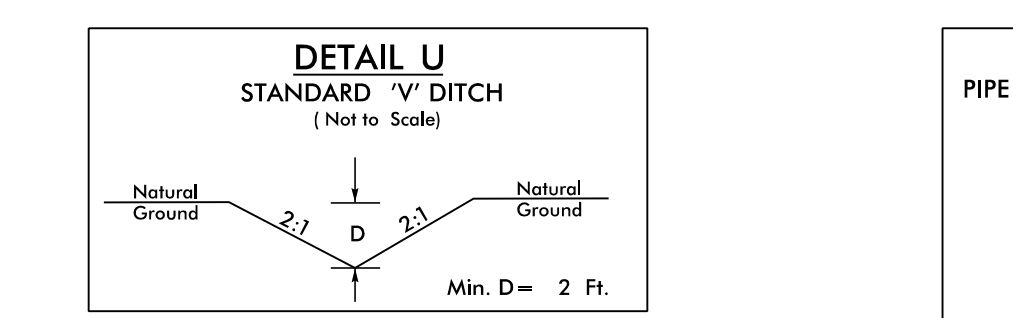 DETAIL U
STANDARD 'V' DITCH
( Not to Scale)
Natural
Ground
2:1
D
2:1
Natural
Ground
Min. D= 2 Ft.
PIPE